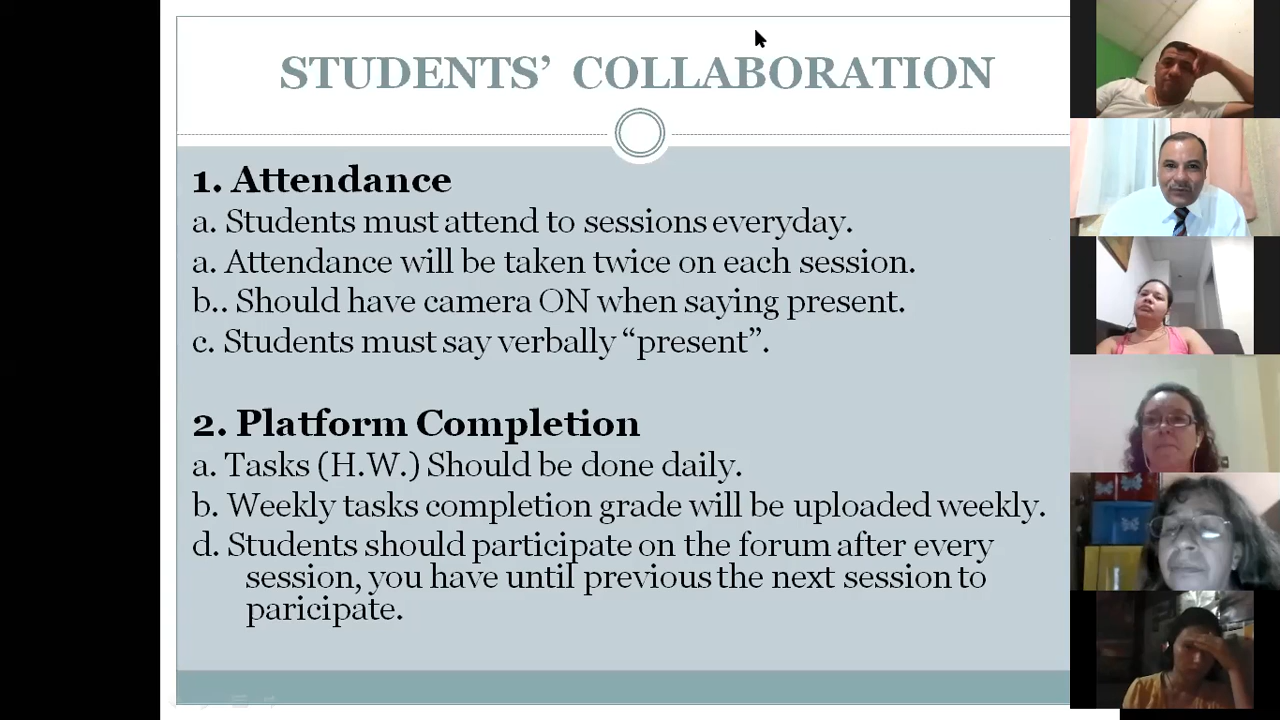 STUDENTS’ COLLABORATION
1. Attendance
a. Students must attend to sessions everyday.
a. Attendance will be taken twice on each session.
b.. Should have camera ON when saying present.
c. Students must say verbally “present”.
2. Platform Completion
a. Tasks (H.W.) Should be done daily.
b. Weekly tasks completion grade will be uploaded weekly.
d. Students should participate on the forum after every
session, you have until previous the next session to
paricipate.